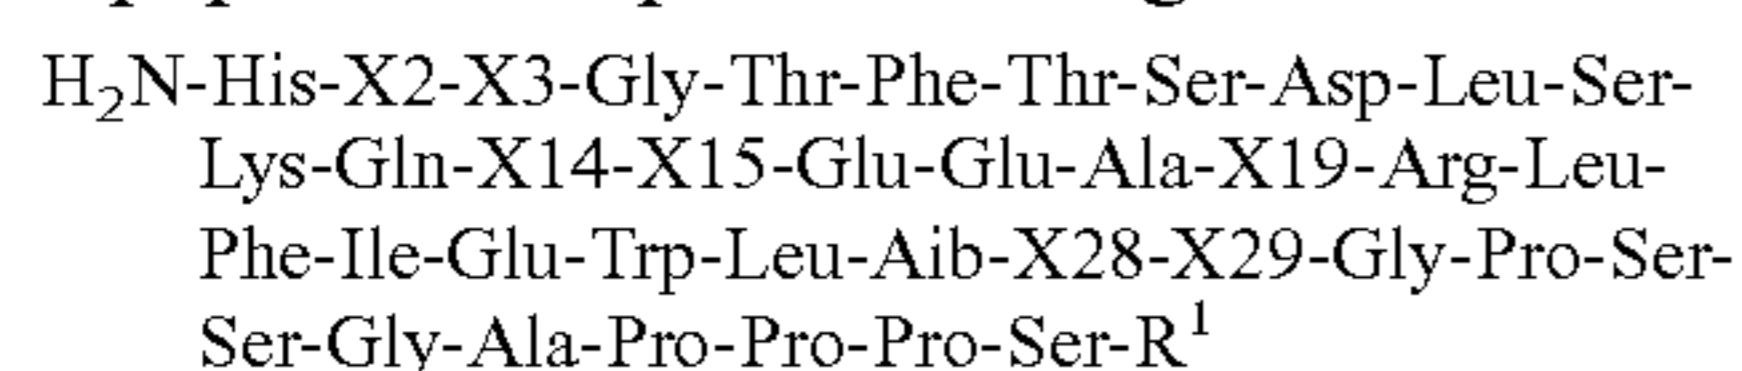 H₂N-His-X2-X3-Gly-Thr-Phe-Thr-Ser-Asp-Leu-Ser-
Lys-Gln-X14-X15-Glu-Glu-Ala-X19-Arg-Leu-
Phe-Ile-Glu-Trp-Leu-Aib-X28-X29-Gly-Pro-Ser-
Ser-Gly-Ala-Pro-Pro-Pro-Ser-R¹